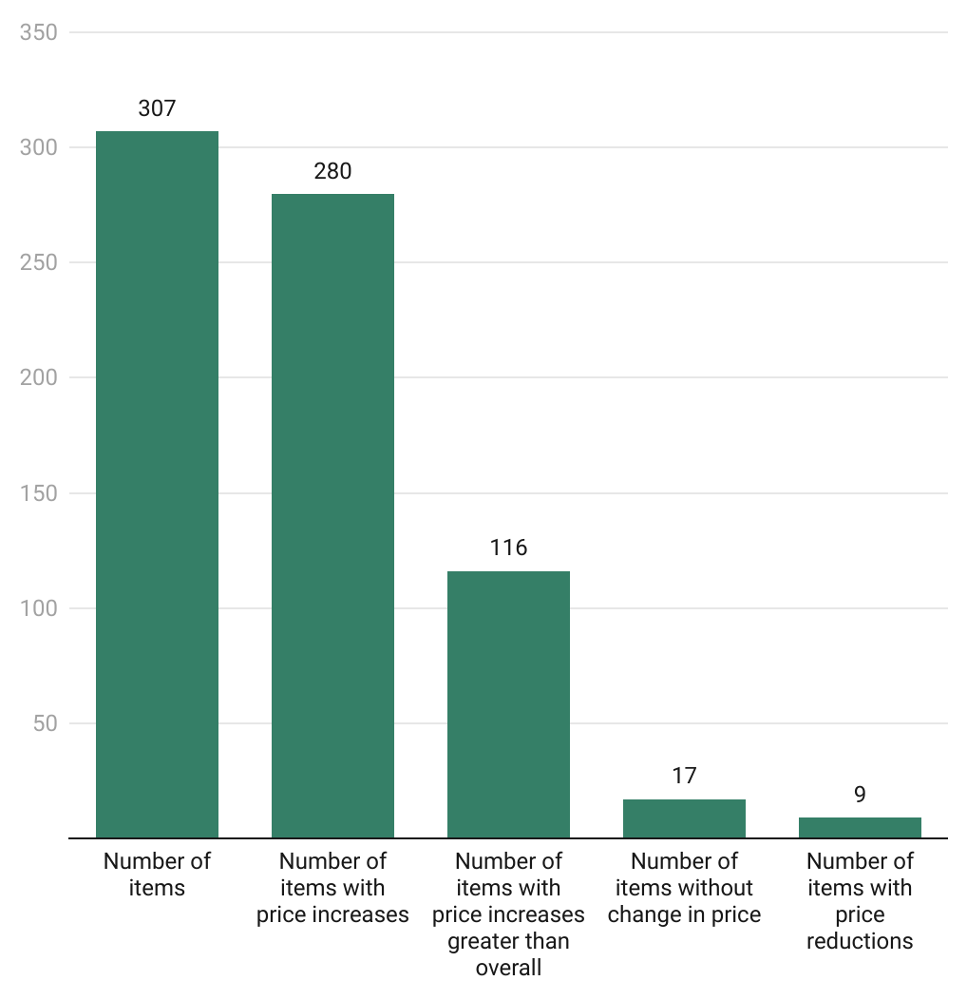 350
307
300
280
250
200
150
116
100
50
17
9
Number of
items
Number of
items with
price increases
Number of
items with
price increases
greater than
overall
Number of
items without
change in price
Number of
items with
price
reductions